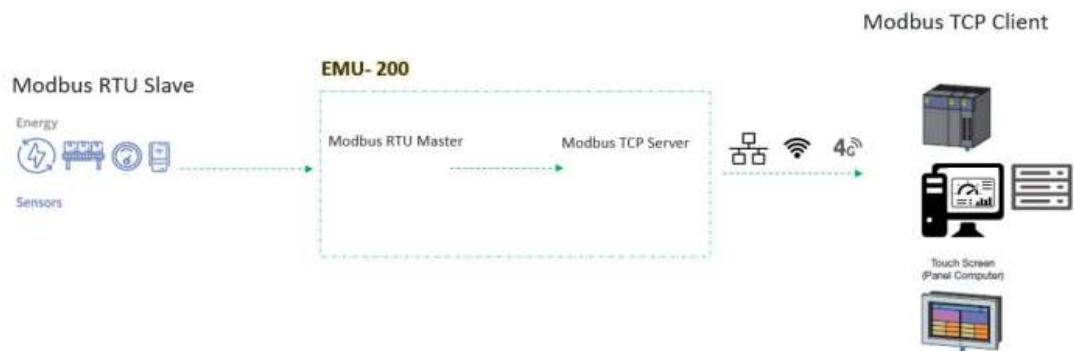 Modbus TCP Client
EMU- 200
Modbus RTU Slave
Energy
Modbus RTU Master
Modbus TCP Server
4G
Sensors
Touch Screen
(Panel Computer)